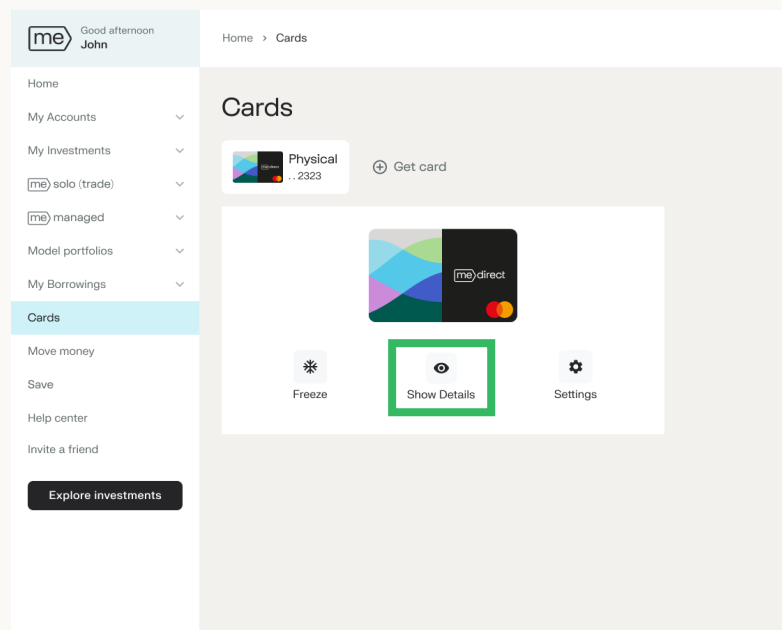 me
Good afternoon
John
Home > Cards
Home
My Accounts
My Investments
me solo (trade)
me managed
Model portfolios
My Borrowings
Cards
Move money
Save
Help center
Invite a friend
Explore investments
Cards
Physical
. . 2323
Get card
me direct
Freeze
Show Details
Settings